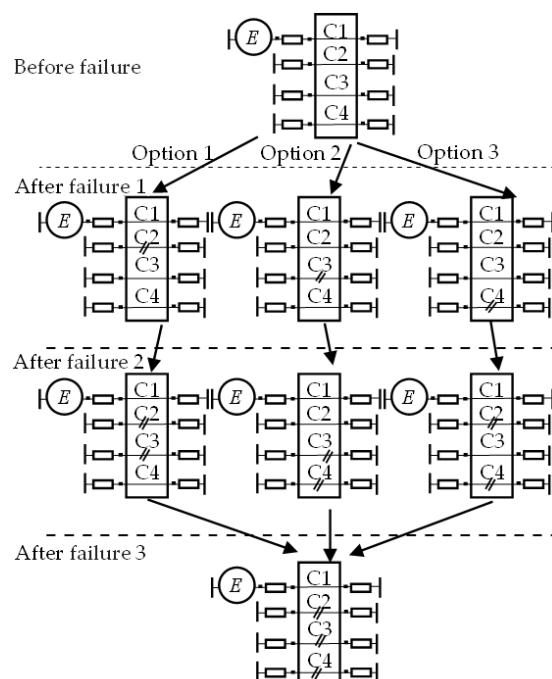 E
C1
C2
Before failure
C3
C4
Option 1
Option 2
Option 3
After failure 1
E C1 E C1 E C1
C2 C2 C2
C3 C3 C3
C4 C4 C4
After failure 2
E C1 E C1 E C1
C2 C2 C2
C3 C3 C3
C4 C4 C4
After failure 3
E C1
C2
C3
C4